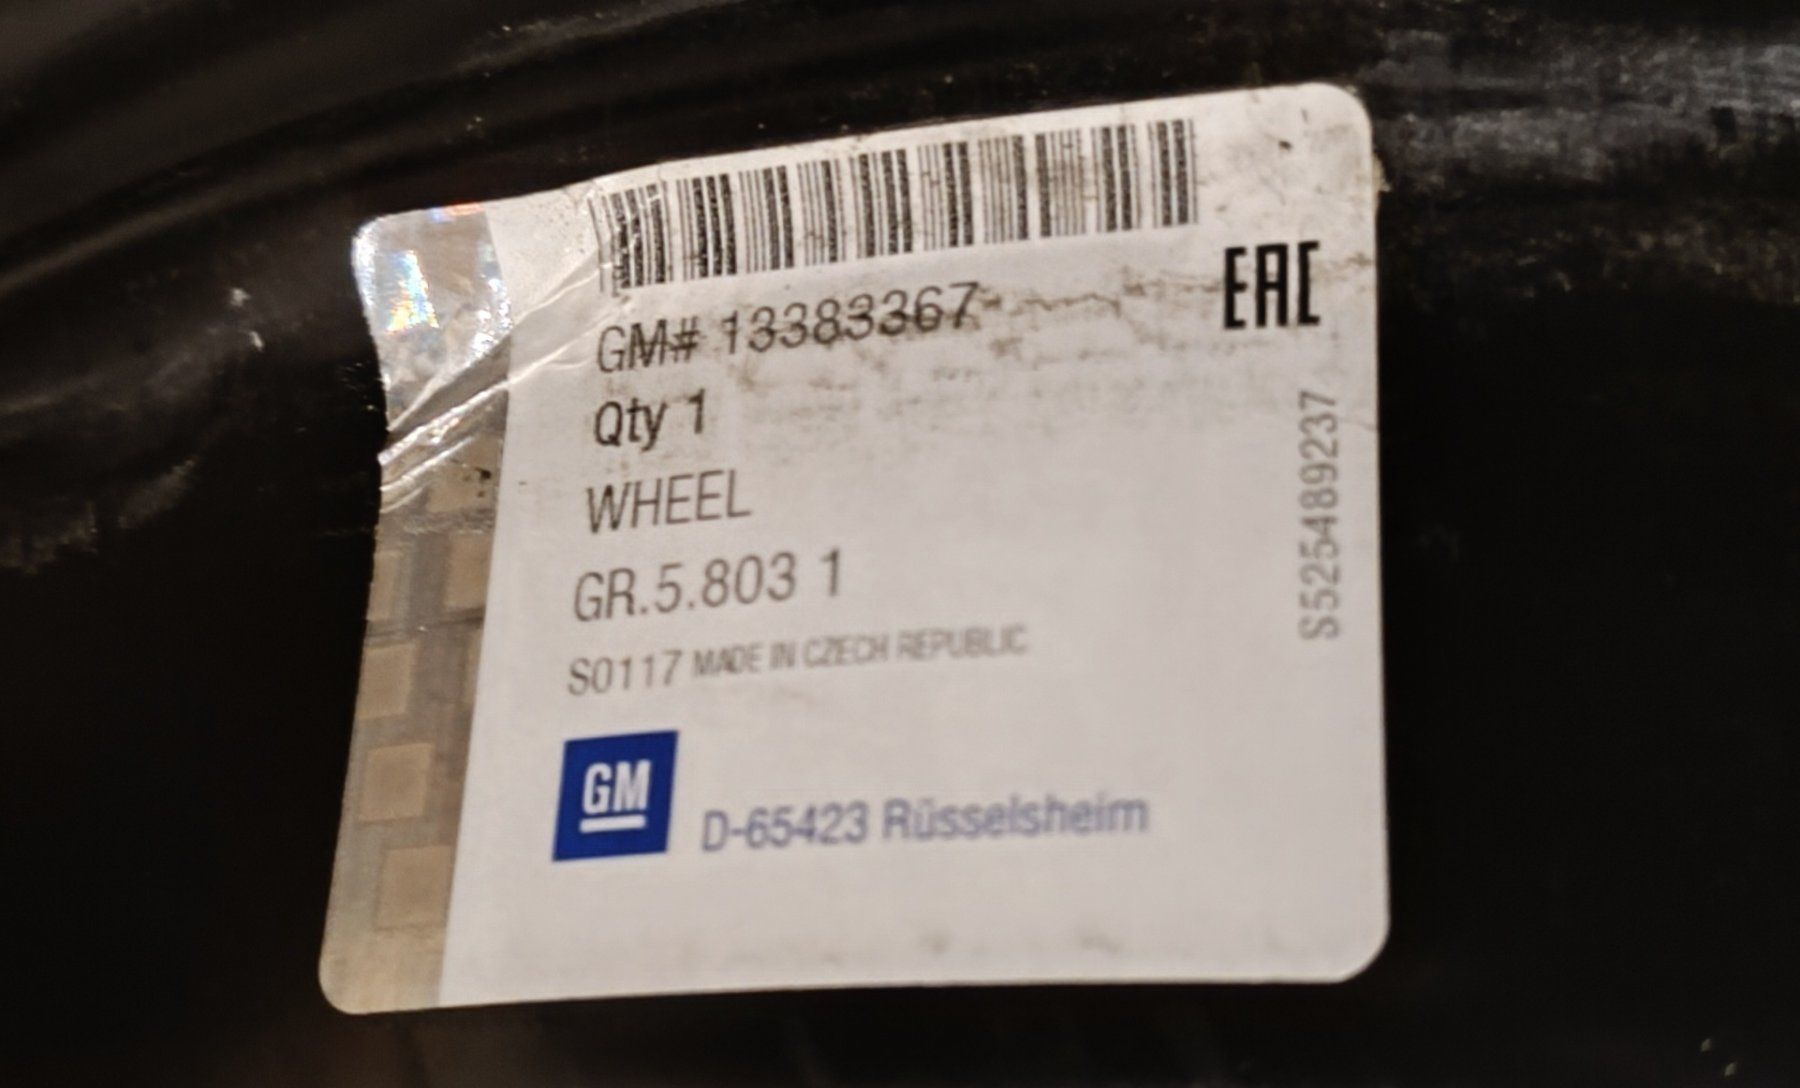 GM# 13383367
EAC
Qty 1
WHEEL
GR.5.803 1
S0117 MADE IN CZECH REPUBLIC
S525489237
GM
D-65423 Rüsselsheim